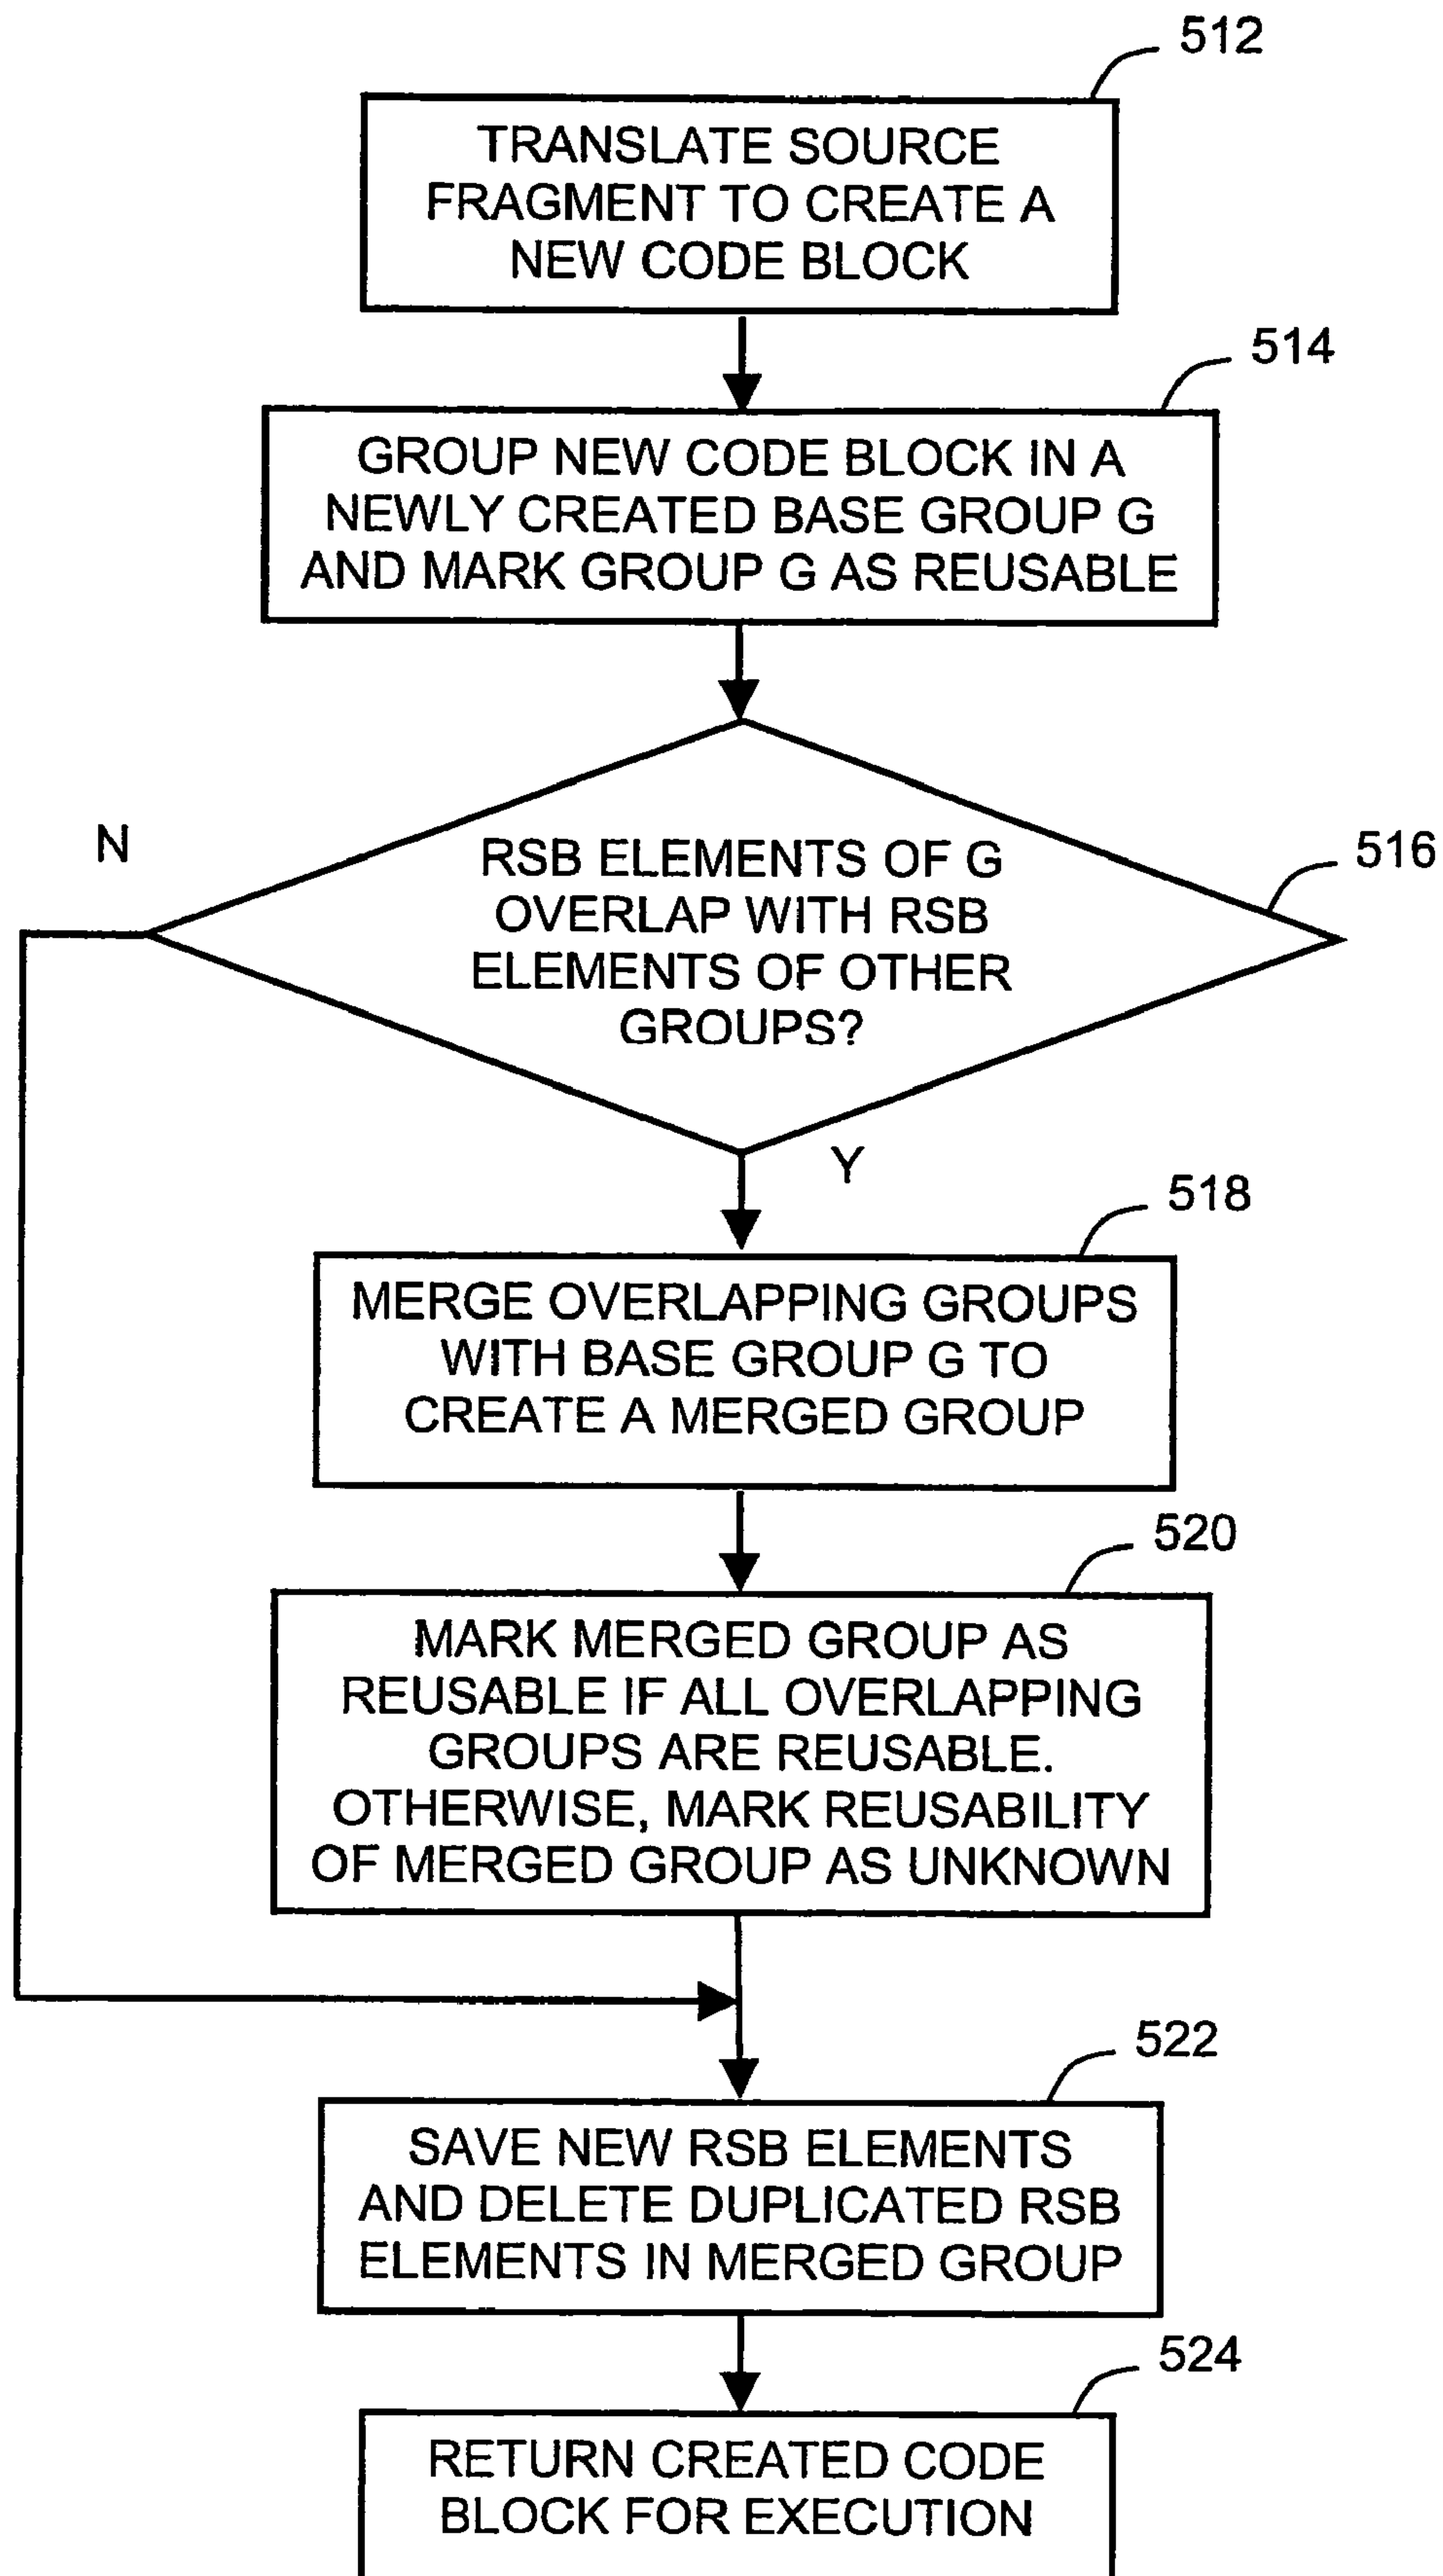 512
TRANSLATE SOURCE
FRAGMENT TO CREATE A
NEW CODE BLOCK
514
GROUP NEW CODE BLOCK IN A
NEWLY CREATED BASE GROUP G
AND MARK GROUP G AS REUSABLE
N
516
RSB ELEMENTS OF G
OVERLAP WITH RSB
ELEMENTS OF OTHER
GROUPS?
Y
518
MERGE OVERLAPPING GROUPS
WITH BASE GROUP G TO
CREATE A MERGED GROUP
520
MARK MERGED GROUP AS
REUSABLE IF ALL OVERLAPPING
GROUPS ARE REUSABLE.
OTHERWISE, MARK REUSABILITY
OF MERGED GROUP AS UNKNOWN
522
SAVE NEW RSB ELEMENTS
AND DELETE DUPLICATED RSB
ELEMENTS IN MERGED GROUP
524
RETURN CREATED CODE
BLOCK FOR EXECUTION